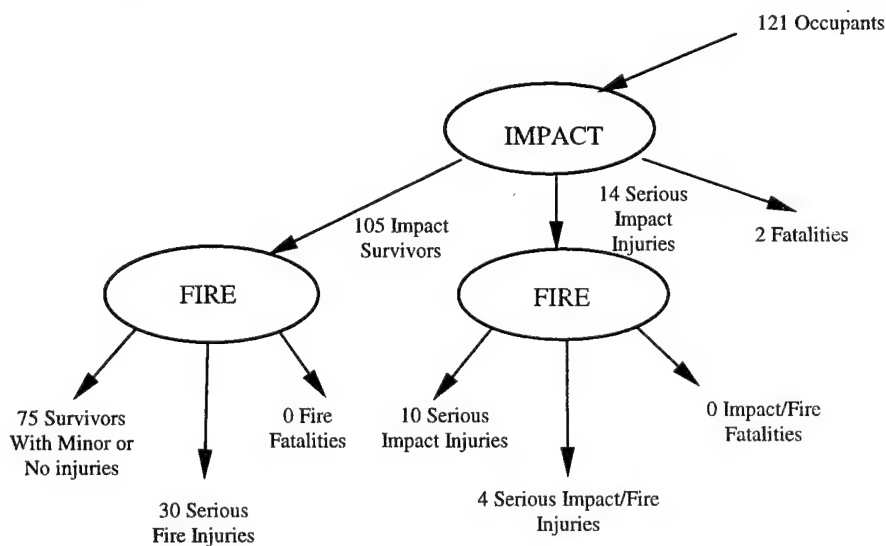 121 Occupants
IMPACT
105 Impact
Survivors
14 Serious
Impact
Injuries
2 Fatalities
FIRE
FIRE
75 Survivors
With Minor or
No injuries
0 Fire
Fatalities
10 Serious
Impact Injuries
0 Impact/Fire
Fatalities
30 Serious
Fire Injuries
4 Serious Impact/Fire
Injuries